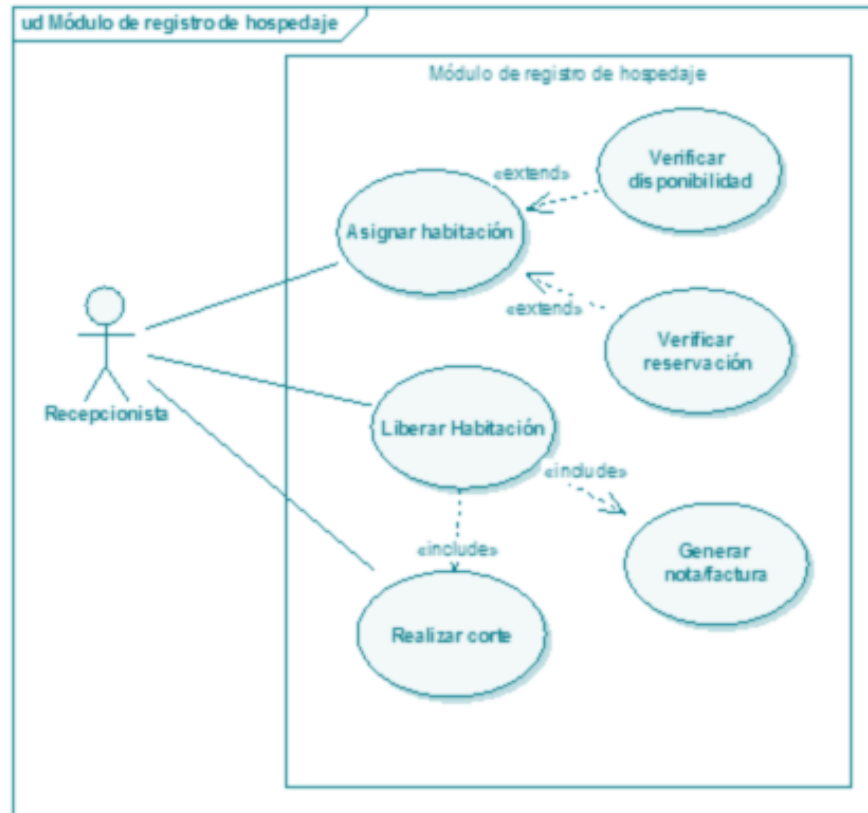 ud Módulo de registro de hospedaje
Módulo de registro de hospedaje
Verificar
disponibilidad
«extend»
Asignar habitación
«extend»
Verificar
reservación
Recepcionista
Liberar Habitación
«include»
Generar
nota/factura
«include»
Realizar corte